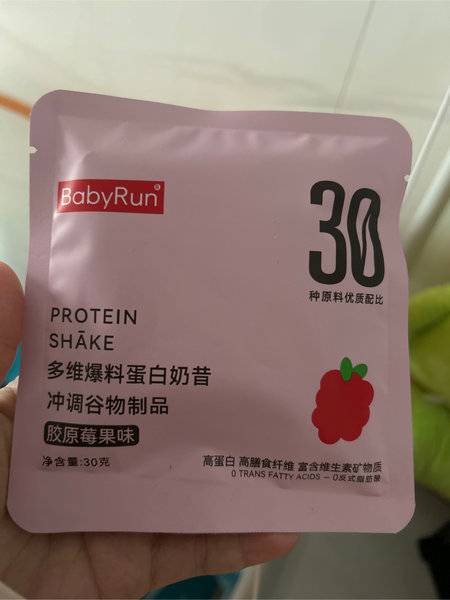 BabyRun®
30
种原料优质配比
PROTEIN
SHĀKE
多维爆料蛋白奶昔
冲调谷物制品
胶原莓果味
净含量:30克
高蛋白 高膳食纤维 富含维生素矿物质
0 TRANS FATTY ACIDS — 0反式脂肪酸